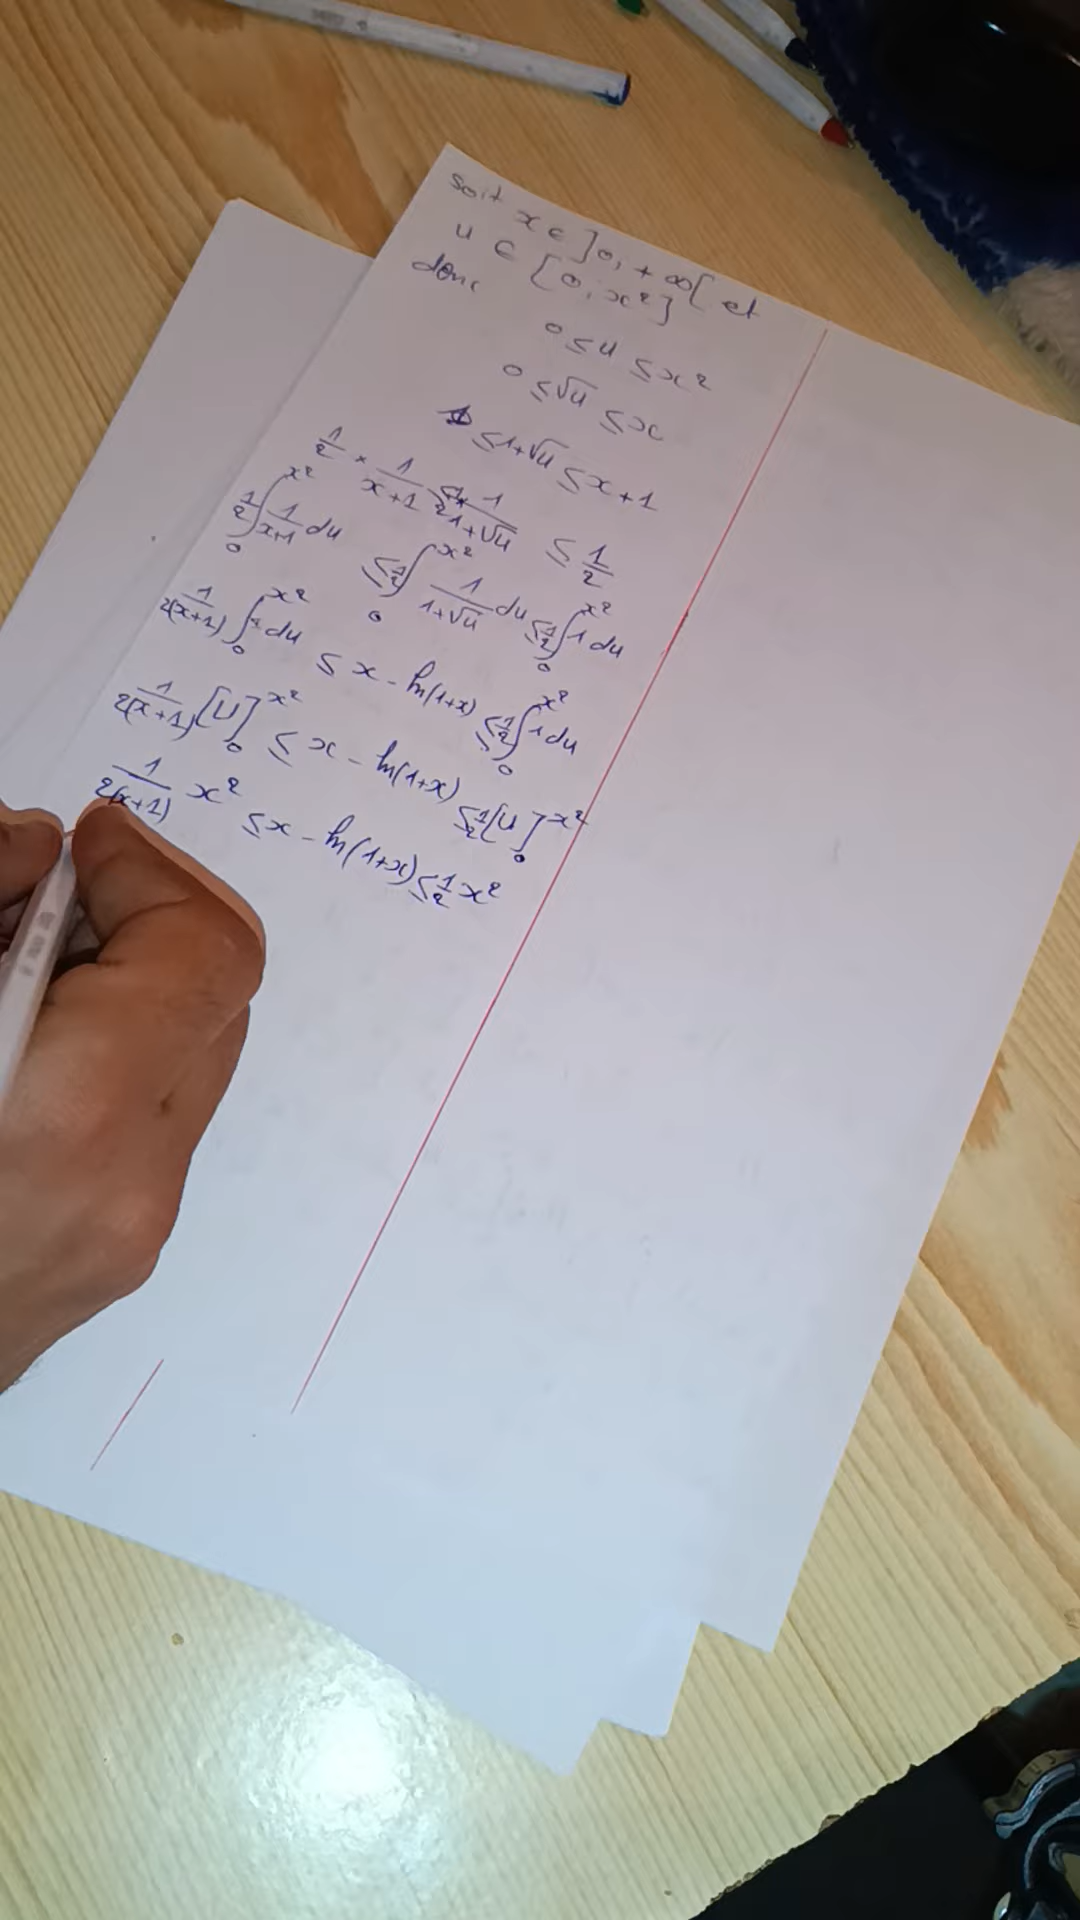 soit x ∈ ]0, +∞[ et
u ∈ [0, x²]
donc
0 ≤ u ≤ x²
0 ≤ √u ≤ x
1 ≤ 1+√u ≤ x+1
1/2 × 1/(x+1) ≤ 1/2 × 1/(1+√u) ≤ 1/2
1/2 ∫₀^(x²) 1/(x+1) du ≤ 1/2 ∫₀^(x²) 1/(1+√u) du ≤ 1/2 ∫₀^(x²) 1 du
1/(2(x+1)) ∫₀^(x²) 1 du ≤ x - ln(1+x) ≤ 1/2 ∫₀^(x²) 1 du
1/(2(x+1)) [U]₀^(x²) ≤ x - ln(1+x) ≤ 1/2 [U]₀^(x²)
1/(2(x+1)) x² ≤ x - ln(1+x) ≤ 1/2 x²